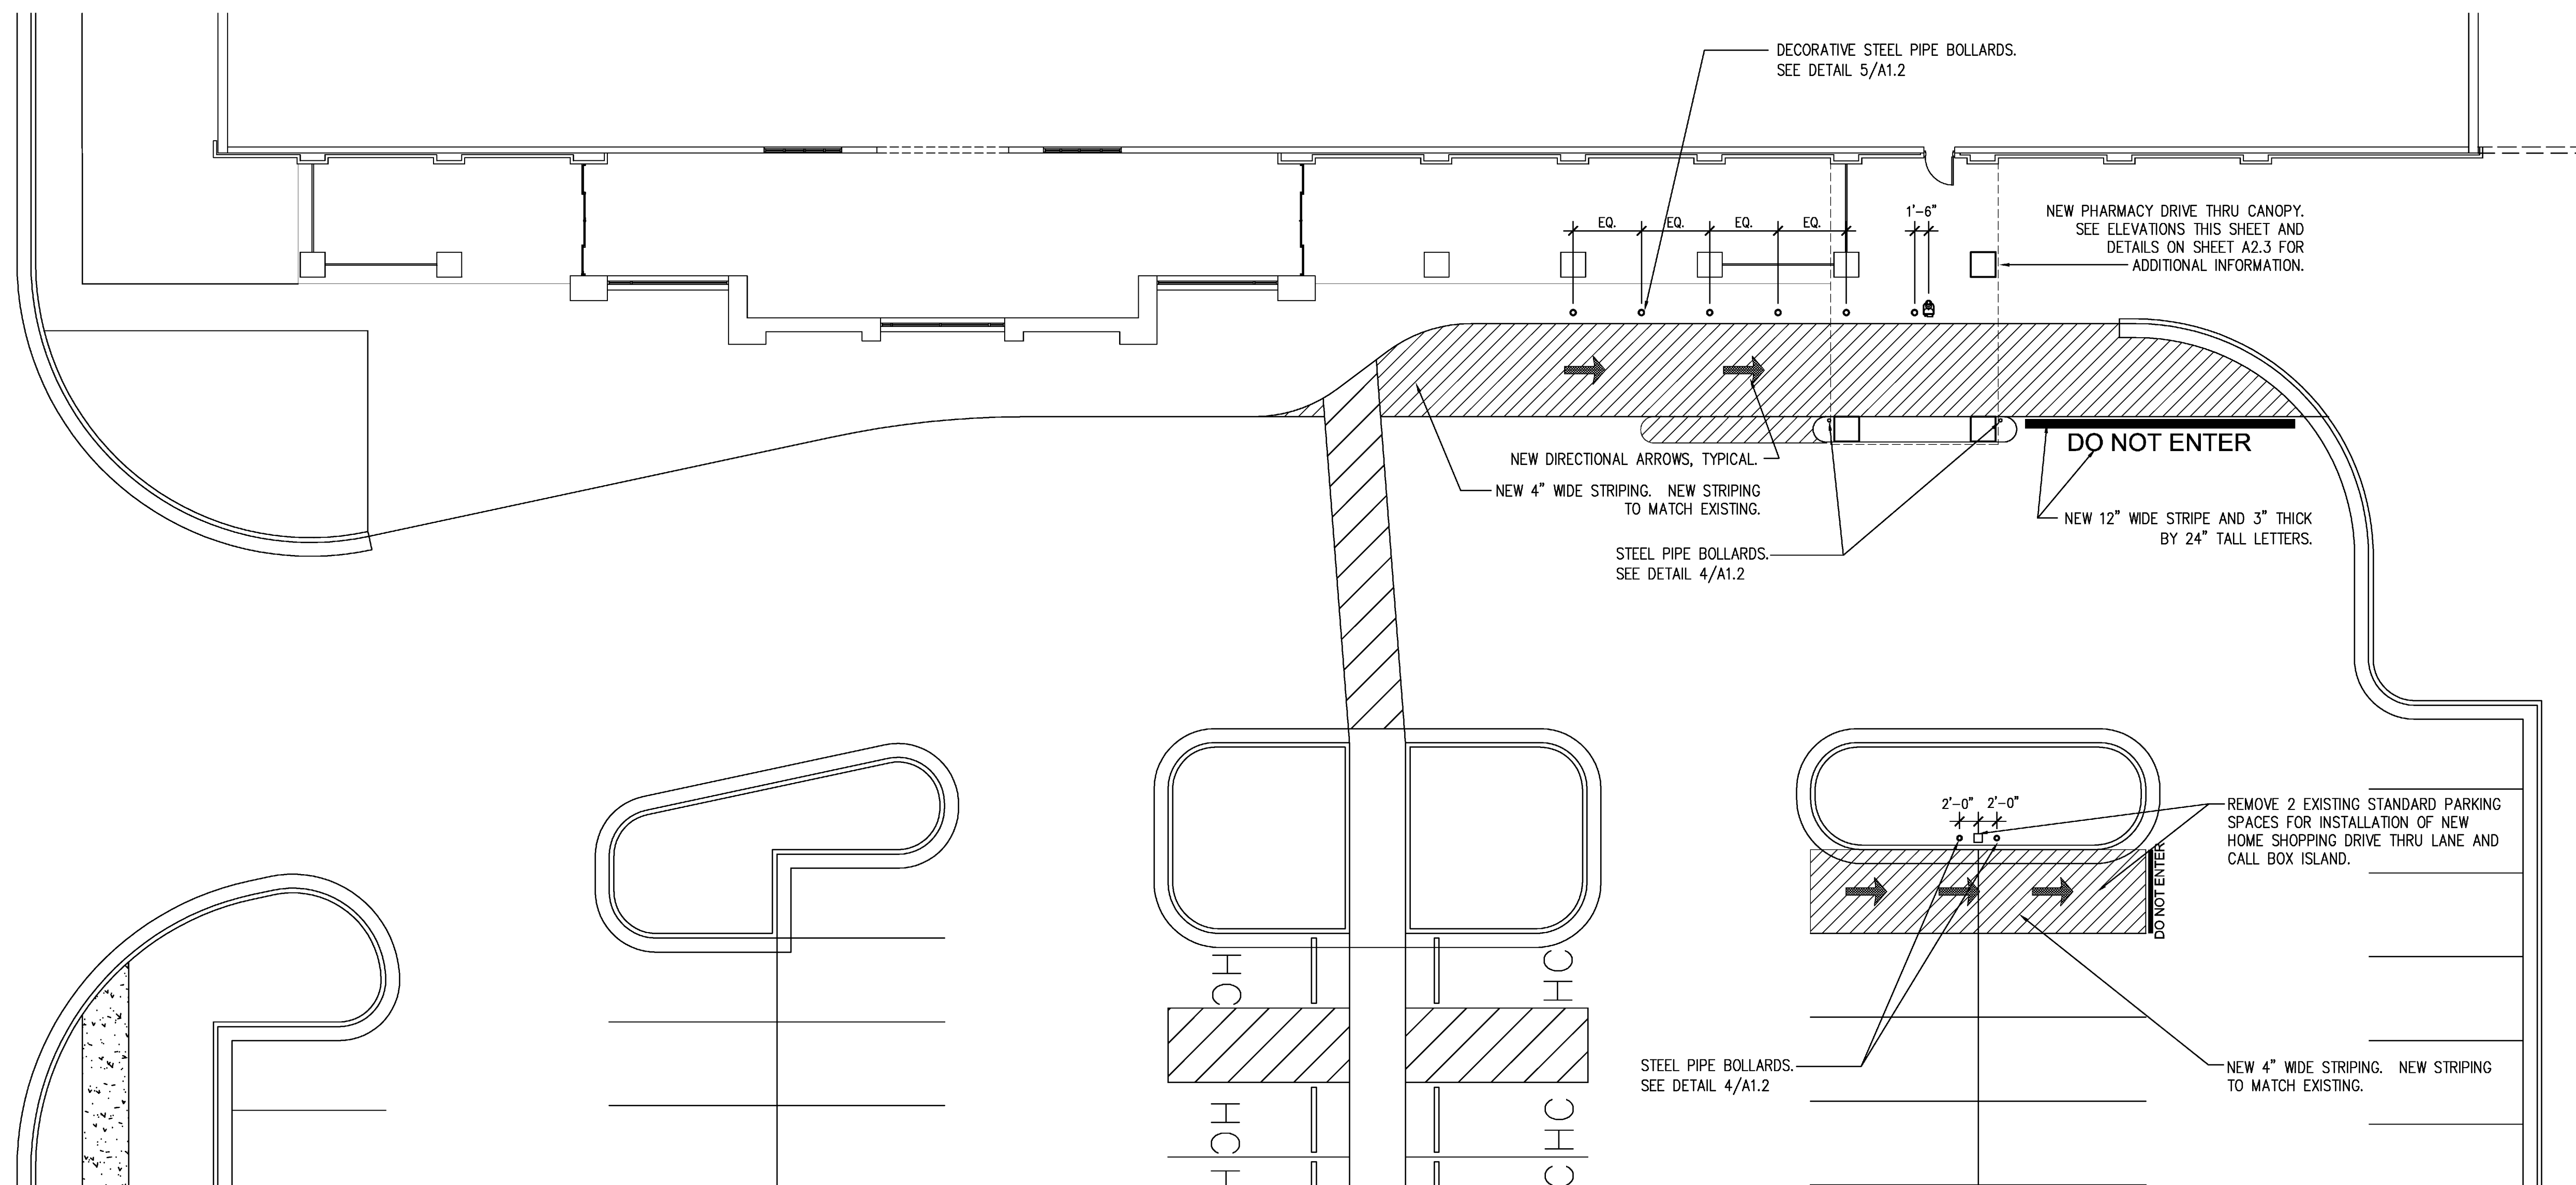 DECORATIVE STEEL PIPE BOLLARDS.
SEE DETAIL 5/A1.2
EQ.
EQ.
EQ.
EQ.
1'-6"
NEW PHARMACY DRIVE THRU CANOPY.
SEE ELEVATIONS THIS SHEET AND
DETAILS ON SHEET A2.3 FOR
ADDITIONAL INFORMATION.
DO NOT ENTER
NEW DIRECTIONAL ARROWS, TYPICAL.
NEW 4" WIDE STRIPING. NEW STRIPING
TO MATCH EXISTING.
NEW 12" WIDE STRIPE AND 3" THICK
BY 24" TALL LETTERS.
STEEL PIPE BOLLARDS.
SEE DETAIL 4/A1.2
2'-0"
2'-0"
REMOVE 2 EXISTING STANDARD PARKING
SPACES FOR INSTALLATION OF NEW
HOME SHOPPING DRIVE THRU LANE AND
CALL BOX ISLAND.
DO NOT ENTER
HC
HC
STEEL PIPE BOLLARDS.
SEE DETAIL 4/A1.2
NEW 4" WIDE STRIPING. NEW STRIPING
TO MATCH EXISTING.
HC
HC
H
C